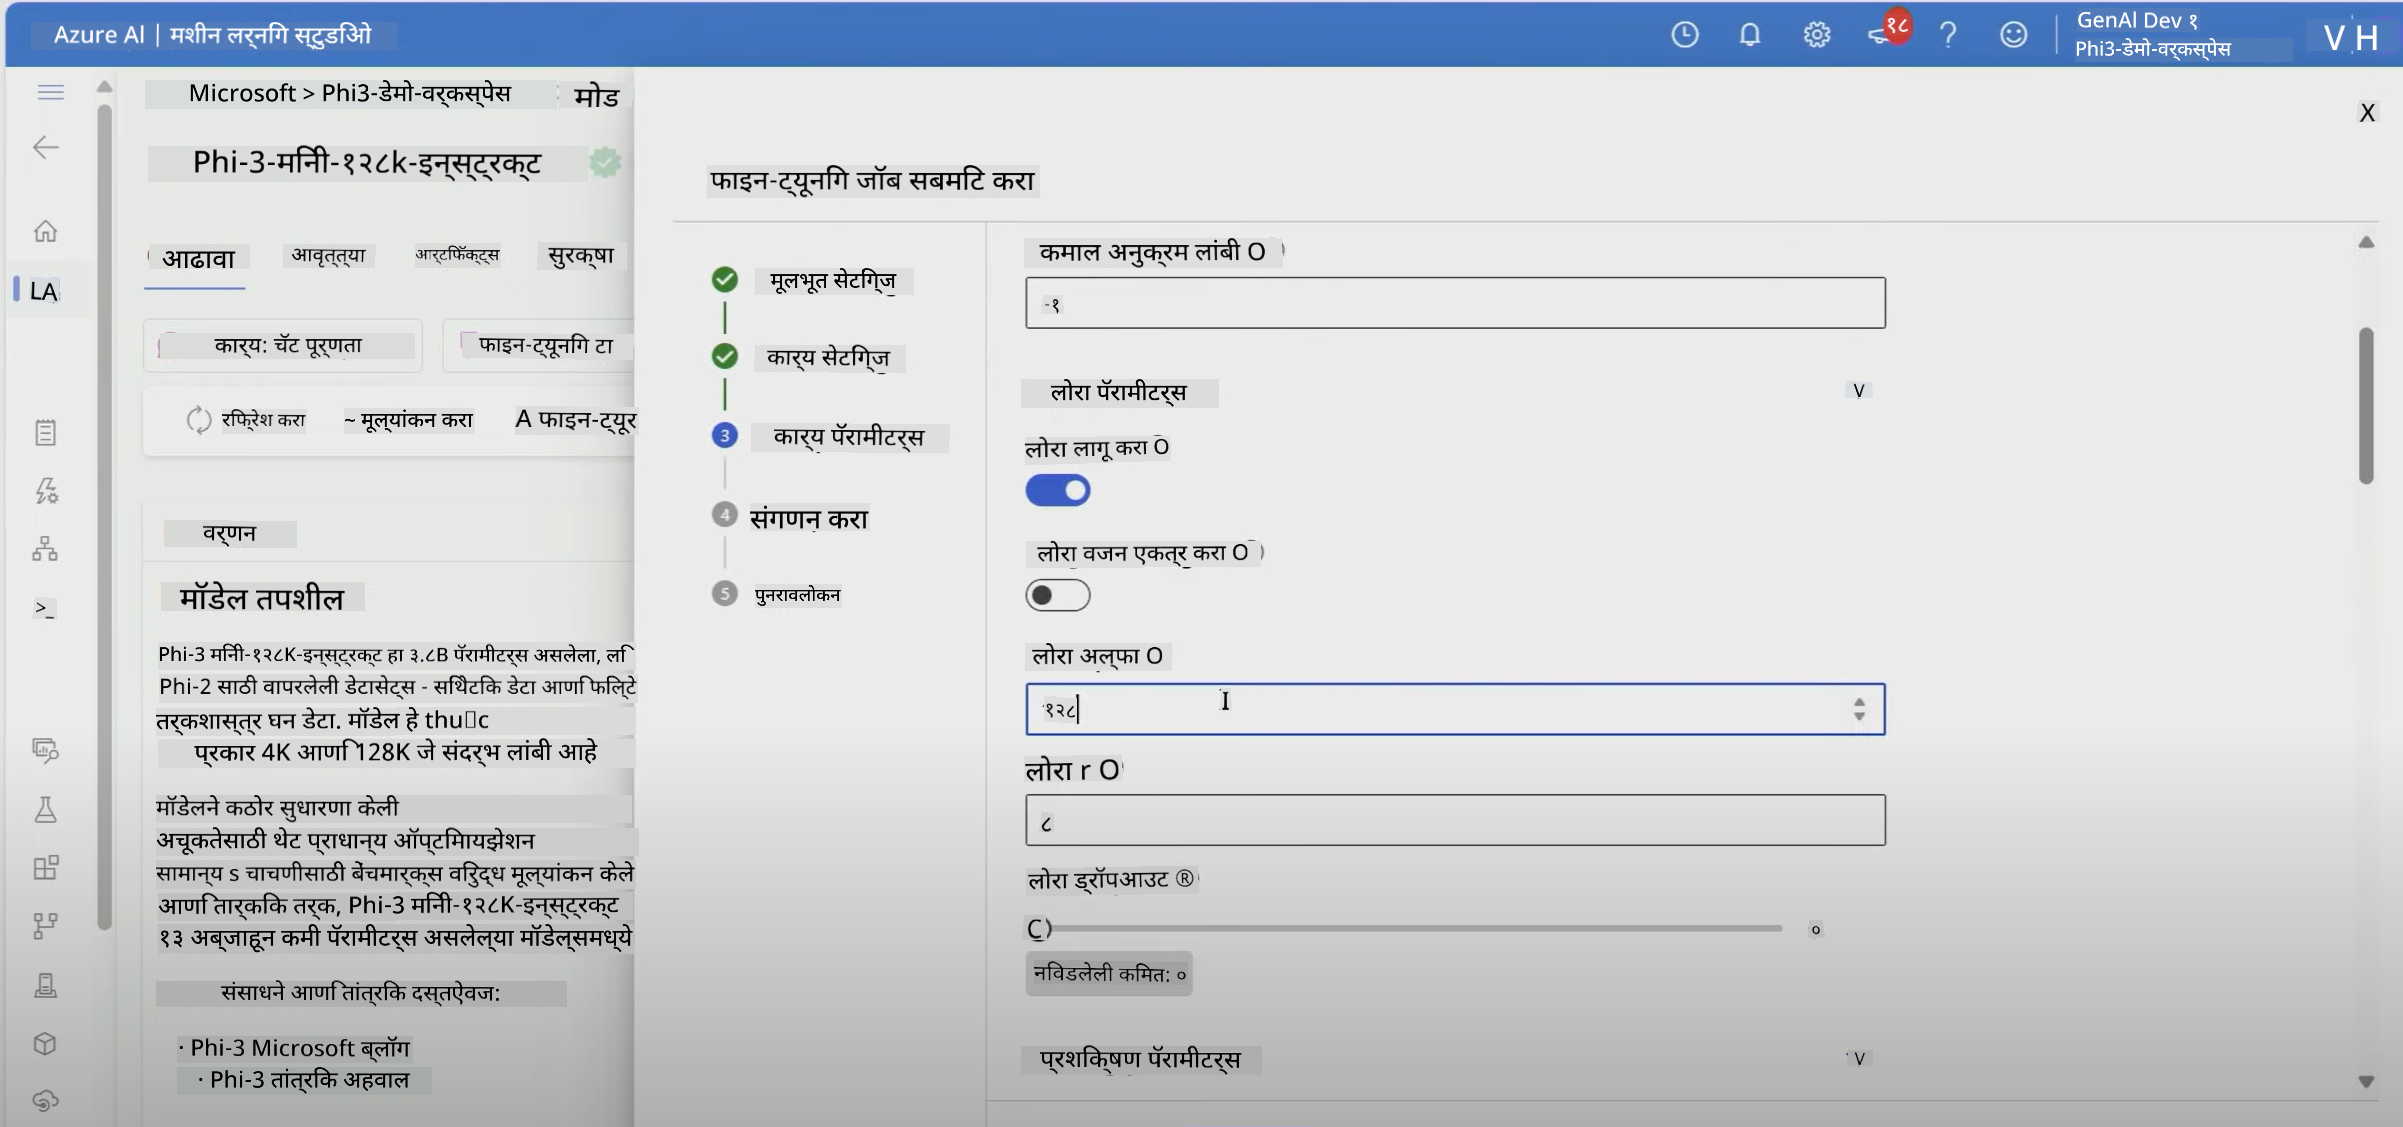 Azure AI | मशीन लर्निंग स्टुडिओ
१८
GenAI Dev १
Phi3-डेमो-वर्कस्पेस
V H
Microsoft > Phi3-डेमो-वर्कस्पेस
मोड
X
Phi-3-मिनी-१२८k-इन्स्ट्रक्ट
फाइन-ट्यूनिंग जॉब सबमिट करा
आढावा
आवृत्त्या
आर्टिफॅक्ट्स
सुरक्षा
LA
कार्य: चॅट पूर्णता
फाइन-ट्यूनिंग टा
रिफ्रेश करा
~ मूल्यांकन करा
A फाइन-ट्यूर
वर्णन
मॉडेल तपशील
Phi-3 मिनी-१२८K-इन्स्ट्रक्ट हा ३.८B पॅरामीटर्स असलेला, लि
Phi-2 साठी वापरलेली डेटासेट्स - सिंथेटिक डेटा आणि फिल्टे
तर्कशास्त्र घन डेटा. मॉडेल हे thu▯c
प्रकार 4K आणि 128K जे संदर्भ लांबी आहे
मॉडेलने कठोर सुधारणा केली
अचूकतेसाठी थेट प्राधान्य ऑप्टिमायझेशन
सामान्य s चाचणीसाठी बेंचमार्क्स विरुद्ध मूल्यांकन केले
आणि तार्किक तर्क, Phi-3 मिनी-१२८K-इन्स्ट्रक्ट
१३ अब्जाहून कमी पॅरामीटर्स असलेल्या मॉडेल्समध्ये
संसाधने आणि तांत्रिक दस्तऐवज:
· Phi-3 Microsoft ब्लॉग
· Phi-3 तांत्रिक अहवाल
>_
मूलभूत सेटिंग्ज
कार्य सेटिंग्ज
3 कार्य पॅरामीटर्स
4 संगणन करा
5 पुनरावलोकन
कमाल अनुक्रम लांबी O
-१
लोरा पॅरामीटर्स
V
लोरा लागू करा O
लोरा वजन एकत्र करा O
लोरा अल्फा O
१२८
लोरा r O
८
लोरा ड्रॉपआउट ®
C
०
निवडलेली किंमत: ०
प्रशिक्षण पॅरामीटर्स
V